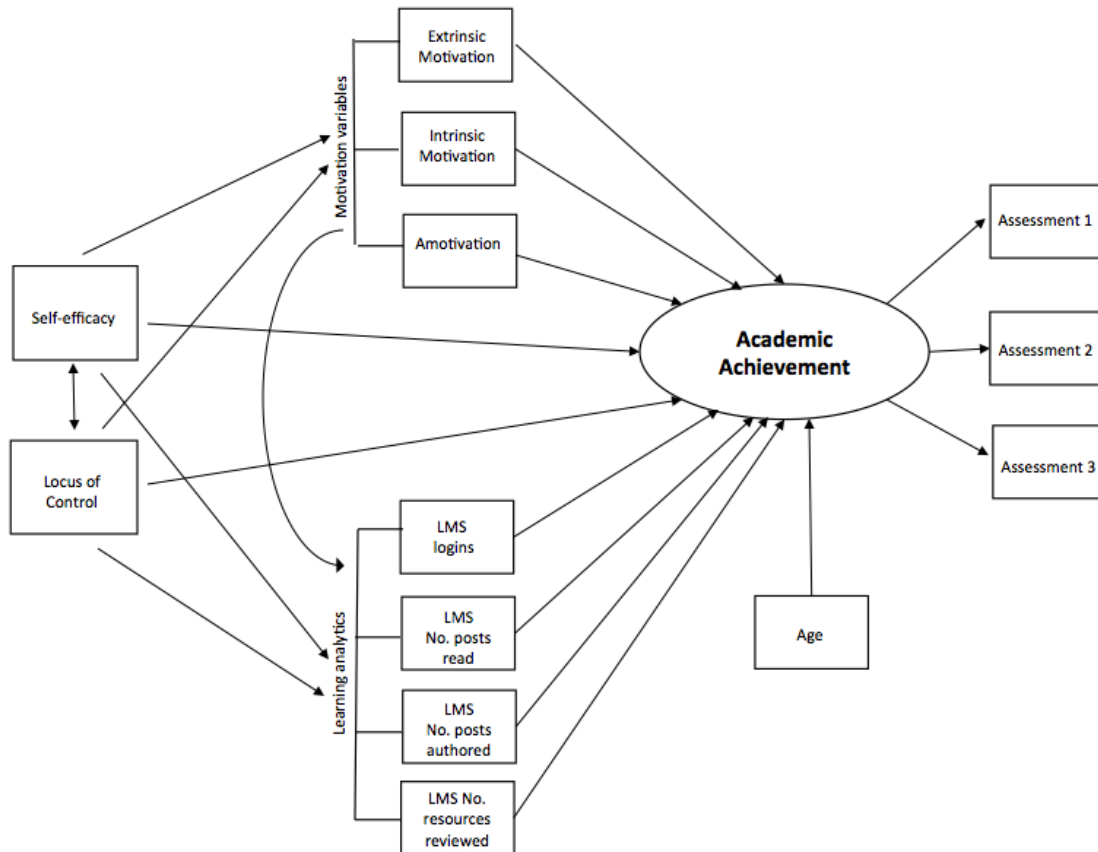 Extrinsic
Motivation
Motivation variables
Intrinsic
Motivation
Amotivation
Self-efficacy
Locus of
Control
Academic
Achievement
Assessment 1
Assessment 2
Assessment 3
LMS
logins
Learning analytics
LMS
No. posts
read
LMS
No. posts
authored
LMS No.
resources
reviewed
Age